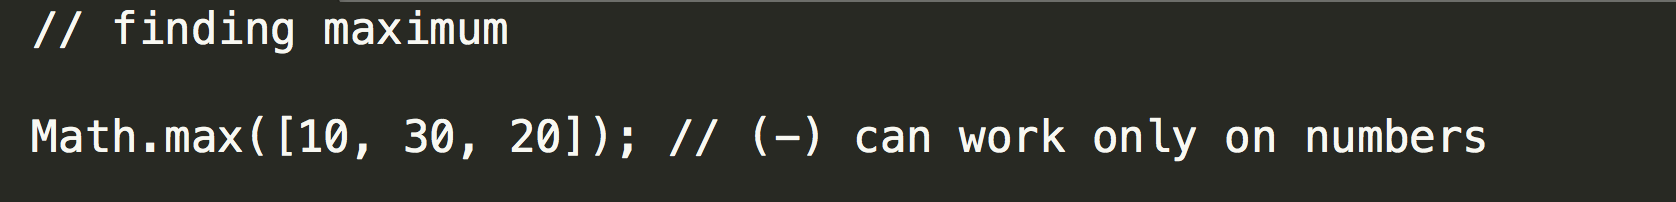 // finding maximum
Math.max([10, 30, 20]); // (-) can work only on numbers